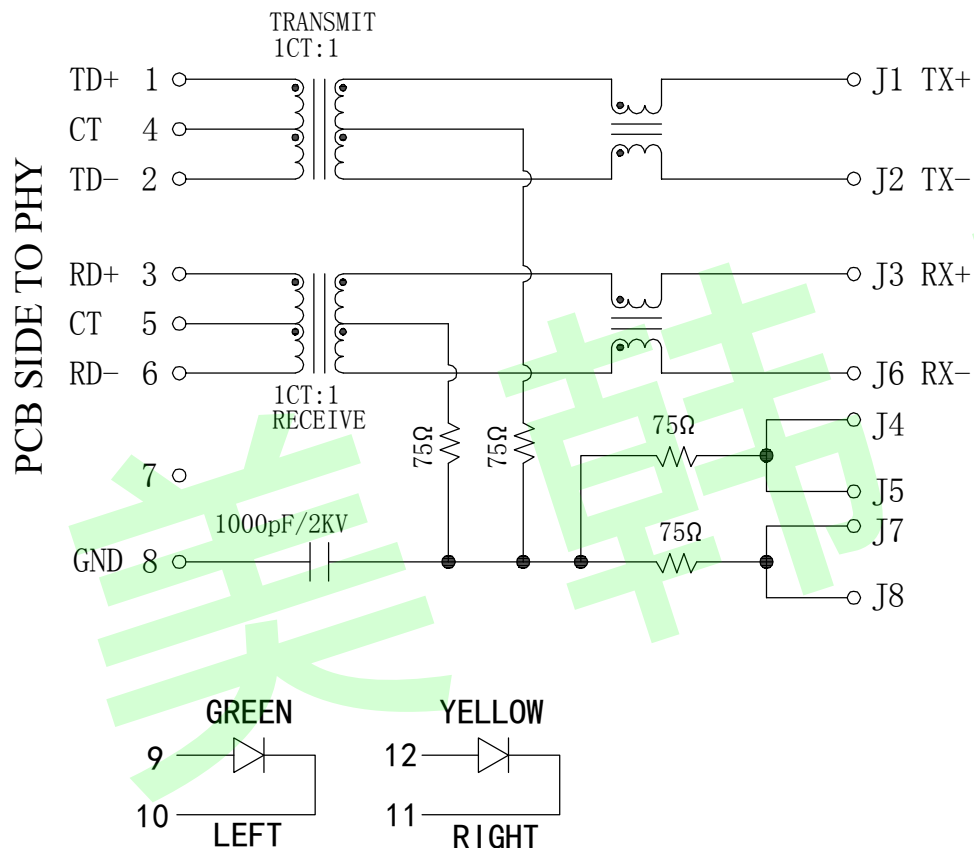 TRANSMIT
1CT:1
TD+ 1
J1 TX+
CT 4
TD- 2
J2 TX-
PCB SIDE TO PHY
RD+ 3
J3 RX+
CT 5
RD- 6
J6 RX-
1CT:1
RECEIVE
75Ω
75Ω
75Ω
J4
J5
7
1000pF/2KV
75Ω
J7
GND 8
J8
美韩
GREEN
9
10
LEFT
YELLOW
12
11
RIGHT